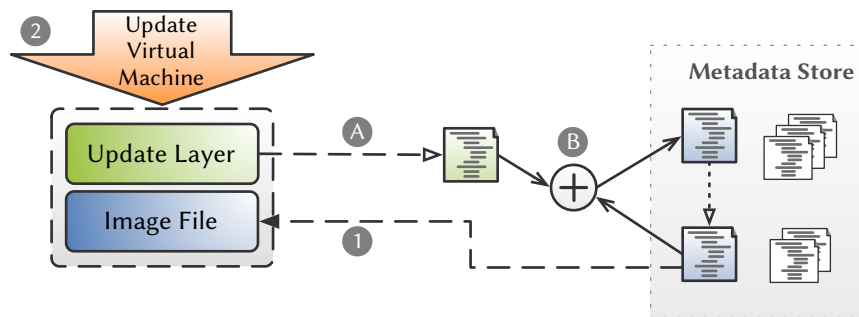 2
Update
Virtual
Machine
Metadata Store
Update Layer
A
B
Image File
1